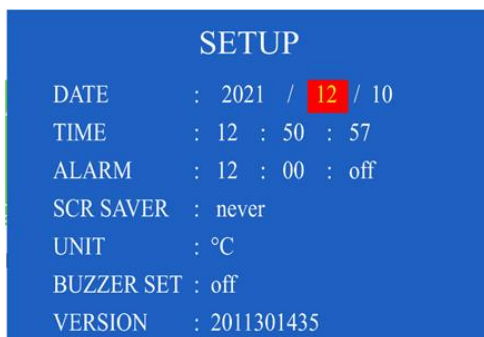 SETUP
DATE : 2021 / 12 / 10
TIME : 12 : 50 : 57
ALARM : 12 : 00 : off
SCR SAVER : never
UNIT : °C
BUZZER SET : off
VERSION : 2011301435